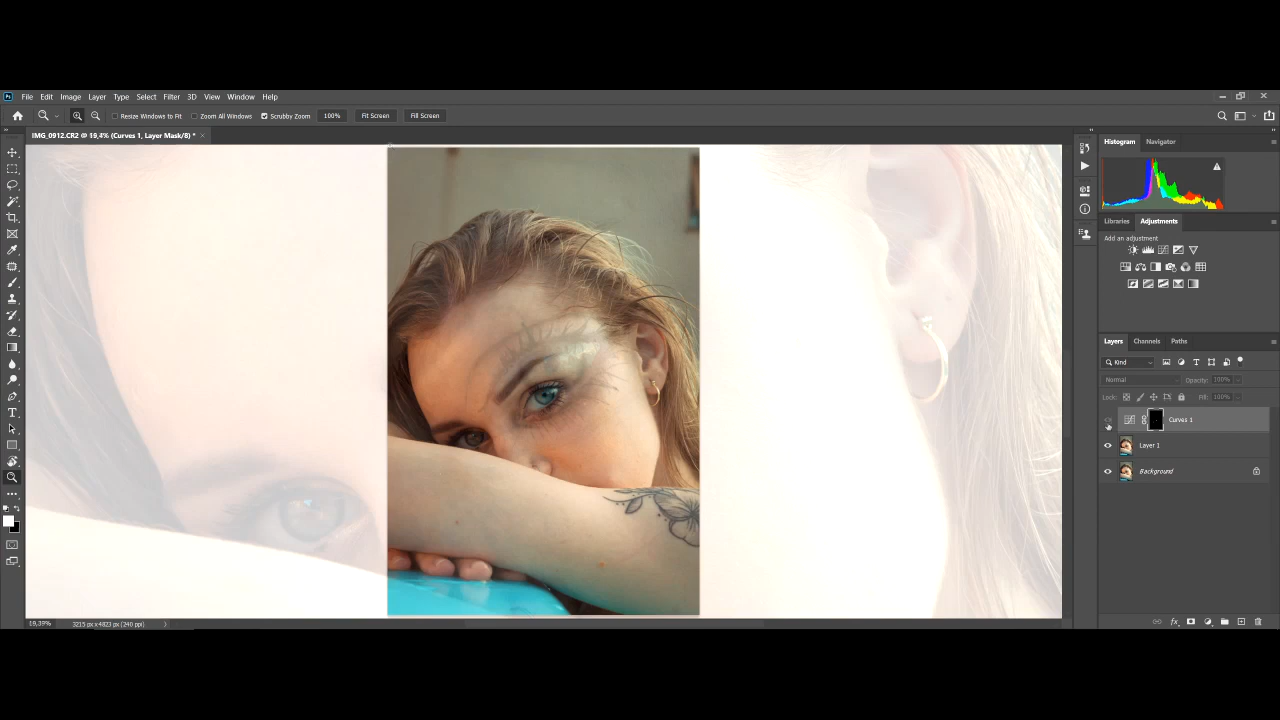 Ps File Edit Image Layer Type Select Filter 3D View Window Help
Resize Windows to Fit Zoom All Windows Scrubby Zoom 100% Fit Screen Fill Screen
IMG_0912.CR2 @ 19,4% (Curves 1, Layer Mask/8) *
Histogram Navigator
Libraries Adjustments
Add an adjustment
Layers Channels Paths
Kind
Normal Opacity: 100%
Lock: Fill: 100%
Curves 1
Layer 1
Background
19,39% 3215 px x 4823 px (240 ppi)